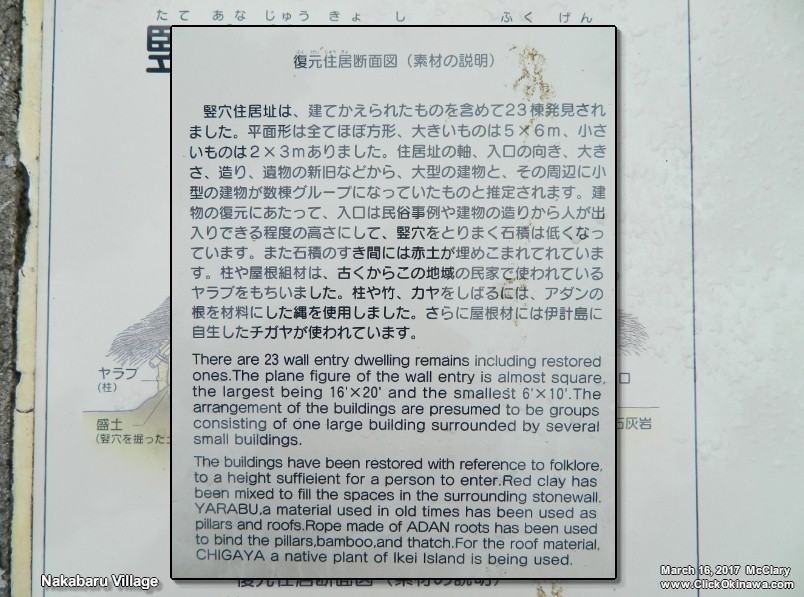 たて あな じゅう きょ し
ふく げん
竪
復元住居断面図（素材の説明）
竪穴住居址は、建てかえられたものを含めて23棟発見され
ました。平面形は全てほぼ方形、大きいものは5×6m、小さ
いものは2×3mありました。住居址の軸、入口の向き、大き
さ、造り、遺物の新旧などから、大型の建物と、その周辺に小
型の建物が数棟グループになっていたものと推定されます。建
物の復元にあたって、入口は民俗事例や建物の造りから人が出
入りできる程度の高さにして、竪穴をとりまく石積は低くなっ
ています。また石積のすき間には赤土が埋めこまれてれていま
す。柱や屋根組材は、古くからこの地域の民家で使われている
ヤラブをもちいました。柱や竹、カヤをしばるには、アダンの
根を材料にした縄を使用しました。さらに屋根材には伊計島に
自生したチガヤが使われています。
There are 23 wall entry dwelling remains including restored
ones.The plane figure of the wall entry is almost square,
the largest being 16'×20' and the smallest 6'×10'.The
arrangement of the buildings are presumed to be groups
consisting of one large building surrounded by several
small buildings.
The buildings have been restored with reference to folklore,
to a height suffieient for a person to enter.Red clay has
been mixed to fill the spaces in the surrounding stonewall.
YARABU,a material used in old times has been used as
pillars and roofs.Rope made of ADAN roots has been used
to bind the pillars,bamboo,and thatch.For the roof material,
CHIGAYA a native plant of Ikei Island is being used.
ヤラブ
（柱）
盛土
（竪穴を掘った土
口
石灰岩
復元住居断面図（素材の説明）
Nakabaru Village
March 16, 2017 McClary
www.ClickOkinawa.com